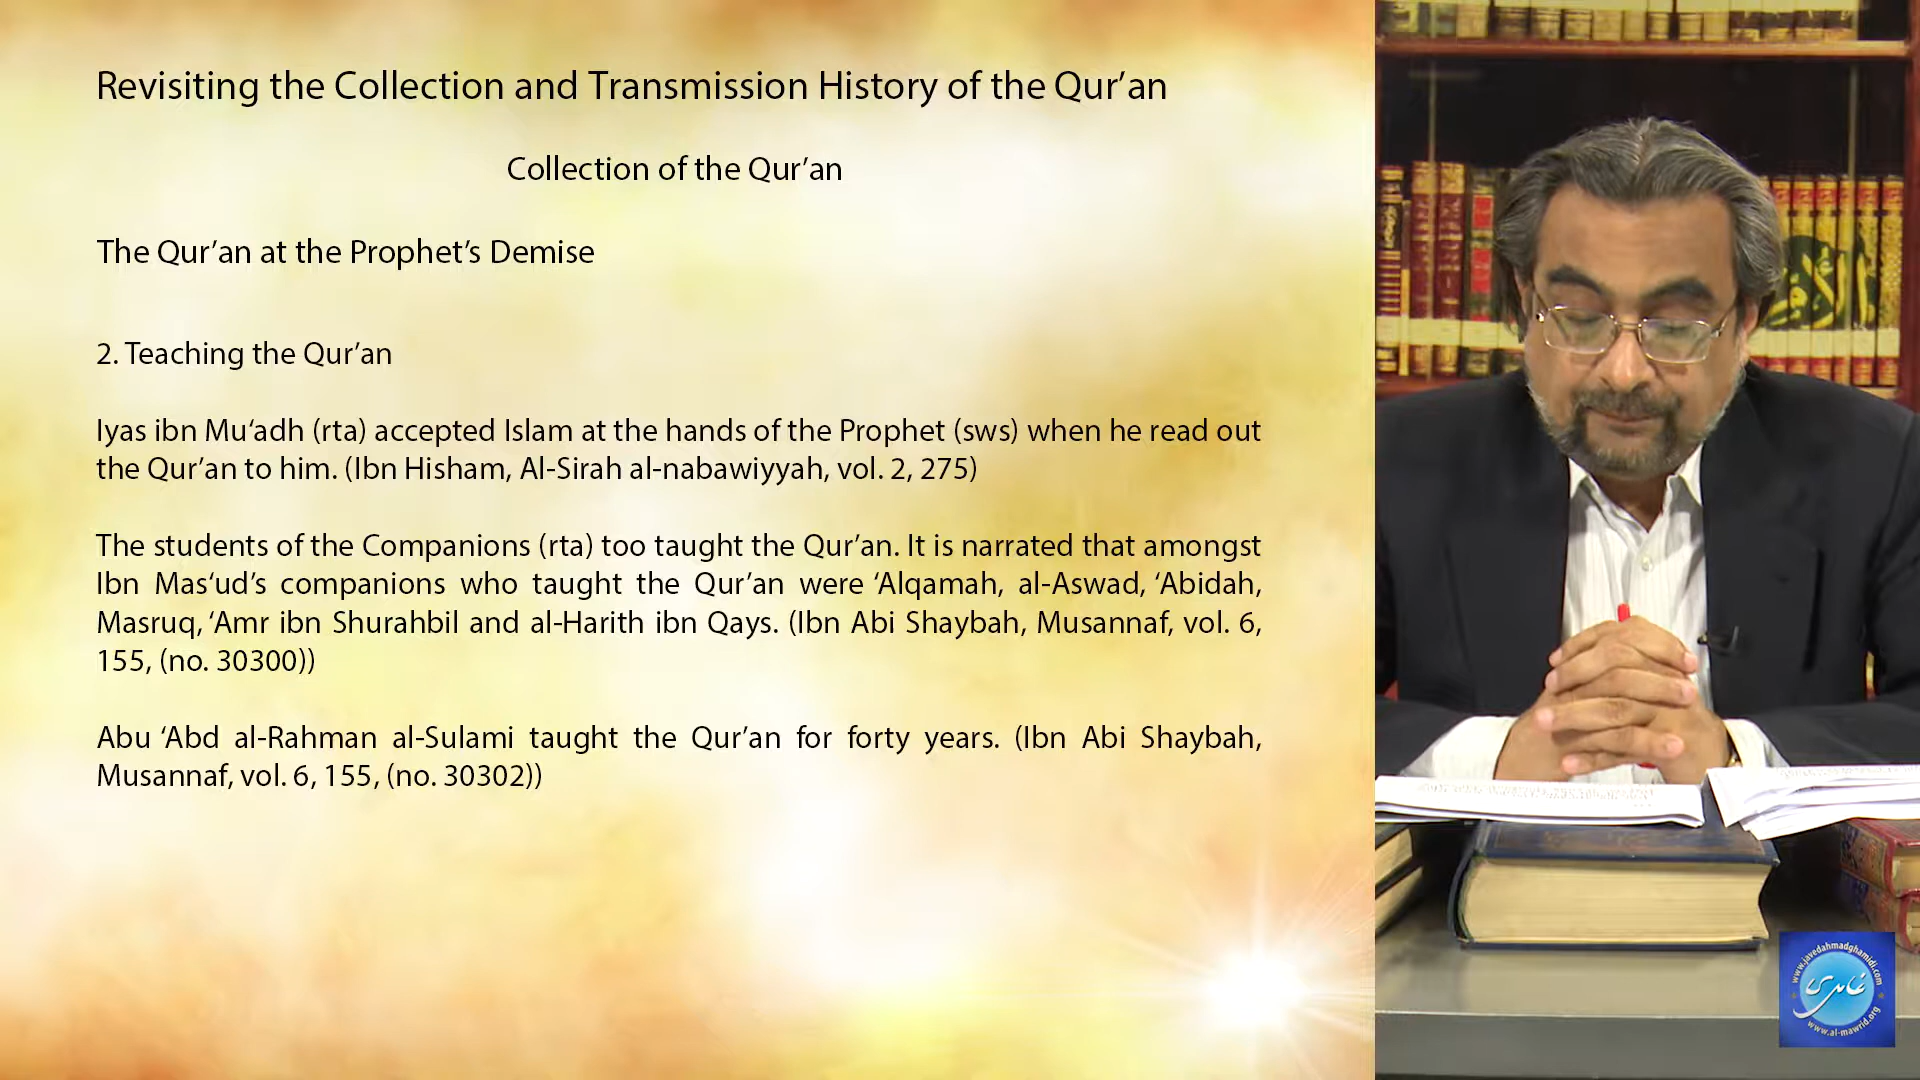 Revisiting the Collection and Transmission History of the Qur’an
Collection of the Qur’an
The Qur’an at the Prophet’s Demise
2. Teaching the Qur’an
Iyas ibn Mu‘adh (rta) accepted Islam at the hands of the Prophet (sws) when he read out
the Qur’an to him. (Ibn Hisham, Al-Sirah al-nabawiyyah, vol. 2, 275)
The students of the Companions (rta) too taught the Qur’an. It is narrated that amongst
Ibn Mas‘ud’s companions who taught the Qur’an were ‘Alqamah, al-Aswad, ‘Abidah,
Masruq, ‘Amr ibn Shurahbil and al-Harith ibn Qays. (Ibn Abi Shaybah, Musannaf, vol. 6,
155, (no. 30300))
Abu ‘Abd al-Rahman al-Sulami taught the Qur’an for forty years. (Ibn Abi Shaybah,
Musannaf, vol. 6, 155, (no. 30302))
www.javedahmadghamidi.com
غامدی
www.al-mawrid.org